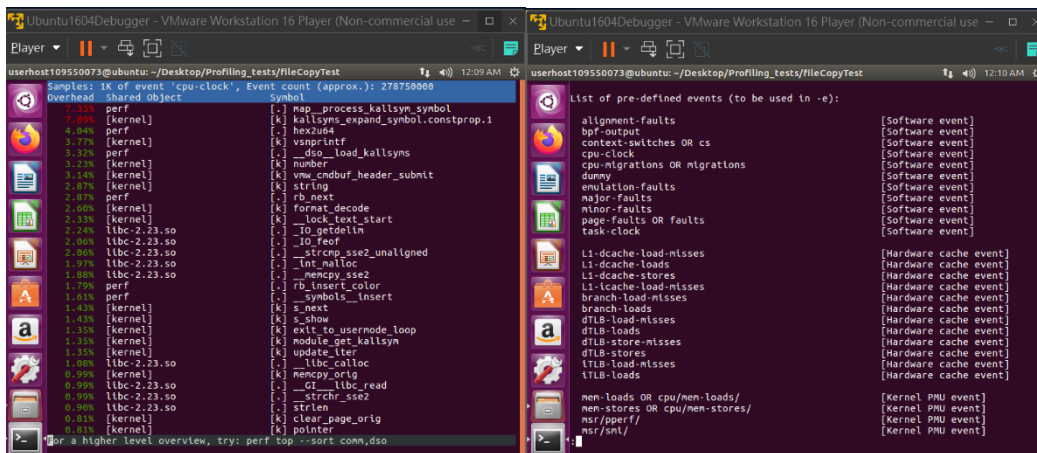 Ubuntu1604Debugger - VMware Workstation 16 Player (Non-commercial use
Player
userhost109550073@ubuntu: ~/Desktop/Profiling_tests/fileCopyTest 12:09 AM
Samples: 1K of event 'cpu-clock', Event count (approx.): 278750000
Overhead Shared Object Symbol
7.35% perf [.] map__process_kallsym_symbol
7.09% [kernel] [k] kallsyms_expand_symbol.constprop.1
4.04% perf [.] hex2u64
3.77% [kernel] [k] vsnprintf
3.32% perf [.] __dso__load_kallsyms
3.23% [kernel] [k] number
3.14% [kernel] [k] vmw_cmdbuf_header_submit
2.87% [kernel] [k] string
2.87% perf [.] rb_next
2.60% [kernel] [k] format_decode
2.33% [kernel] [k] __lock_text_start
2.24% libc-2.23.so [.] _IO_getdelim
2.06% libc-2.23.so [.] _IO_feof
2.06% libc-2.23.so [.] __strcmp_sse2_unaligned
1.97% libc-2.23.so [.] _int_malloc
1.88% libc-2.23.so [.] __memcpy_sse2
1.79% perf [.] rb_insert_color
1.61% perf [.] __symbols__insert
1.43% [kernel] [k] s_next
1.43% [kernel] [k] s_show
1.35% [kernel] [k] exit_to_usermode_loop
1.35% [kernel] [k] module_get_kallsym
1.35% [kernel] [k] update_iter
1.08% libc-2.23.so [.] __libc_calloc
0.99% [kernel] [k] memcpy_orig
0.99% libc-2.23.so [.] __GI___libc_read
0.99% libc-2.23.so [.] __strchr_sse2
0.90% libc-2.23.so [.] strlen
0.81% [kernel] [k] clear_page_orig
0.81% [kernel] [k] pointer
For a higher level overview, try: perf top --sort comm,dso
Ubuntu1604Debugger - VMware Workstation 16 Player (Non-commercial use
Player
userhost109550073@ubuntu: ~/Desktop/Profiling_tests/fileCopyTest 12:10 AM
List of pre-defined events (to be used in -e):
alignment-faults [Software event]
bpf-output [Software event]
context-switches OR cs [Software event]
cpu-clock [Software event]
cpu-migrations OR migrations [Software event]
dummy [Software event]
emulation-faults [Software event]
major-faults [Software event]
minor-faults [Software event]
page-faults OR faults [Software event]
task-clock [Software event]
L1-dcache-load-misses [Hardware cache event]
L1-dcache-loads [Hardware cache event]
L1-dcache-stores [Hardware cache event]
L1-icache-load-misses [Hardware cache event]
branch-load-misses [Hardware cache event]
branch-loads [Hardware cache event]
dTLB-load-misses [Hardware cache event]
dTLB-loads [Hardware cache event]
dTLB-store-misses [Hardware cache event]
dTLB-stores [Hardware cache event]
iTLB-load-misses [Hardware cache event]
iTLB-loads [Hardware cache event]
mem-loads OR cpu/mem-loads/ [Kernel PMU event]
mem-stores OR cpu/mem-stores/ [Kernel PMU event]
msr/pperf/ [Kernel PMU event]
msr/smi/ [Kernel PMU event]
: